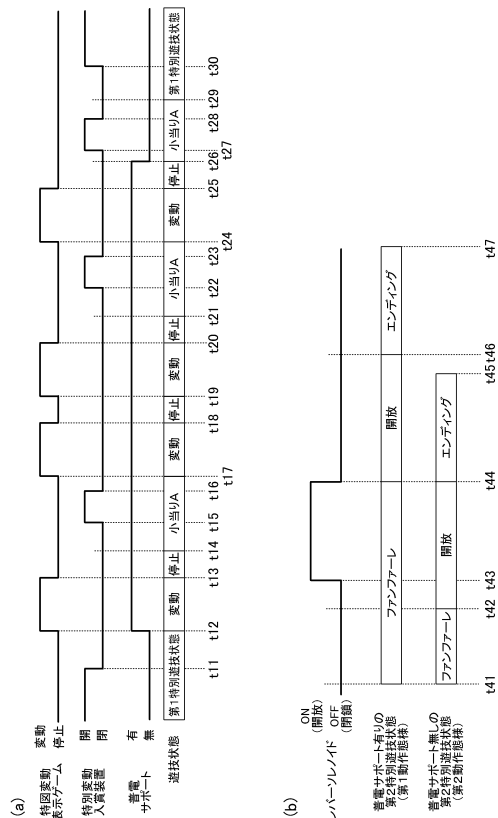 (a)
特図変動
表示ゲーム
変動
停止
特別変動
入賞装置
開
閉
普電
サポート
有
無
遊技状態
第1特別遊技状態
変動
停止
小当りA
変動
停止
変動
停止
小当りA
変動
停止
小当りA
第1特別遊技状態
t11
t12
t13
t14
t15
t16
t17
t18
t19
t20
t21
t22
t23
t24
t25
t26
t27
t28
t29
t30
(b)
レバーソレノイド
ON
(開放)
OFF
(閉鎖)
普電サポート有りの
第2特別遊技状態
(第1動作態様)
ファンファーレ
開放
エンディング
普電サポート無しの
第2特別遊技状態
(第2動作態様)
ファンファーレ
開放
エンディング
t41
t42
t43
t44
t45
t46
t47